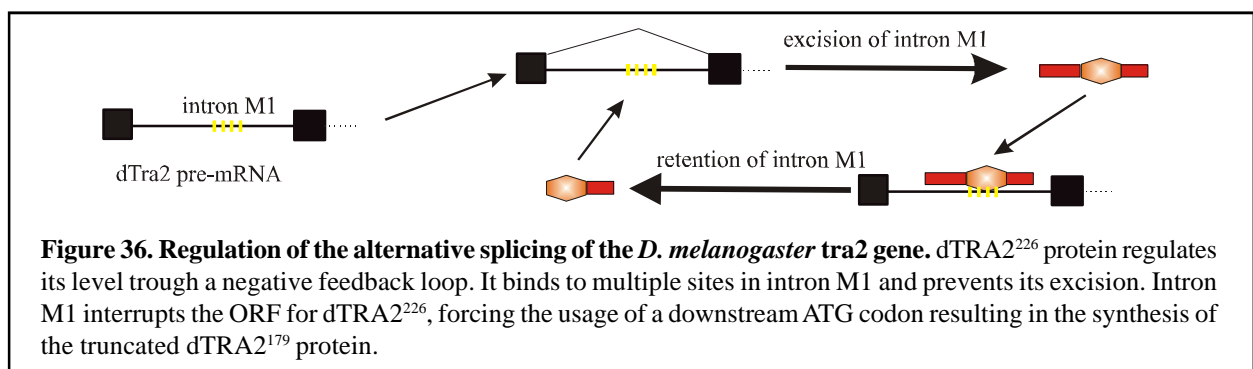 excision of intron M1
intron M1
dTra2 pre-mRNA
retention of intron M1
Figure 36. Regulation of the alternative splicing of the D. melanogaster tra2 gene. dTRA2²²⁶ protein regulates
its level trough a negative feedback loop. It binds to multiple sites in intron M1 and prevents its excision. Intron
M1 interrupts the ORF for dTRA2²²⁶, forcing the usage of a downstream ATG codon resulting in the synthesis of
the truncated dTRA2¹⁷⁹ protein.